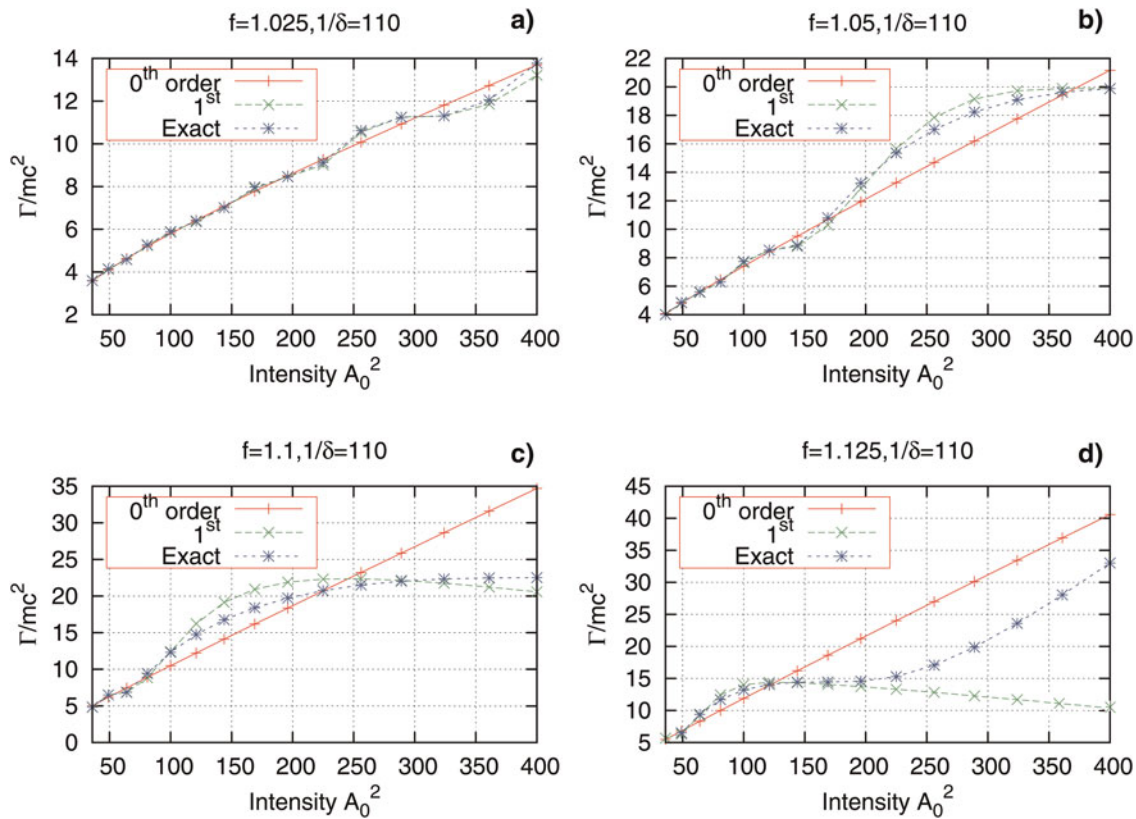 f=1.025,1/δ=110
a)
14
12
10
8
6
4
2
Γ/mc²
0th order
1st
Exact
50 100 150 200 250 300 350 400
Intensity A₀²
f=1.05,1/δ=110
b)
22
20
18
16
14
12
10
8
6
4
Γ/mc²
0th order
1st
Exact
50 100 150 200 250 300 350 400
Intensity A₀²
f=1.1,1/δ=110
c)
35
30
25
20
15
10
5
0
Γ/mc²
0th order
1st
Exact
50 100 150 200 250 300 350 400
Intensity A₀²
f=1.125,1/δ=110
d)
45
40
35
30
25
20
15
10
5
Γ/mc²
0th order
1st
Exact
50 100 150 200 250 300 350 400
Intensity A₀²